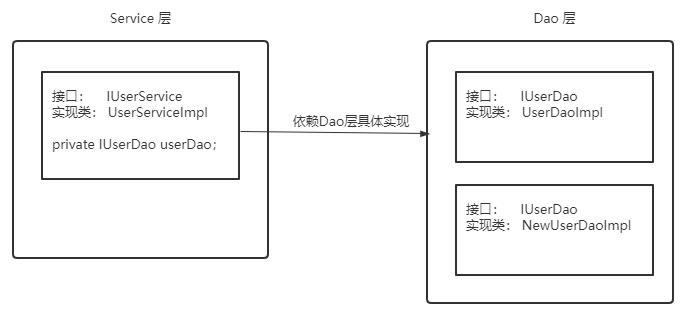 Service 层
接口： IUserService
实现类： UserServiceImpl
private IUserDao userDao;
依赖Dao层具体实现
Dao 层
接口： IUserDao
实现类： UserDaoImpl
接口： IUserDao
实现类： NewUserDaoImpl